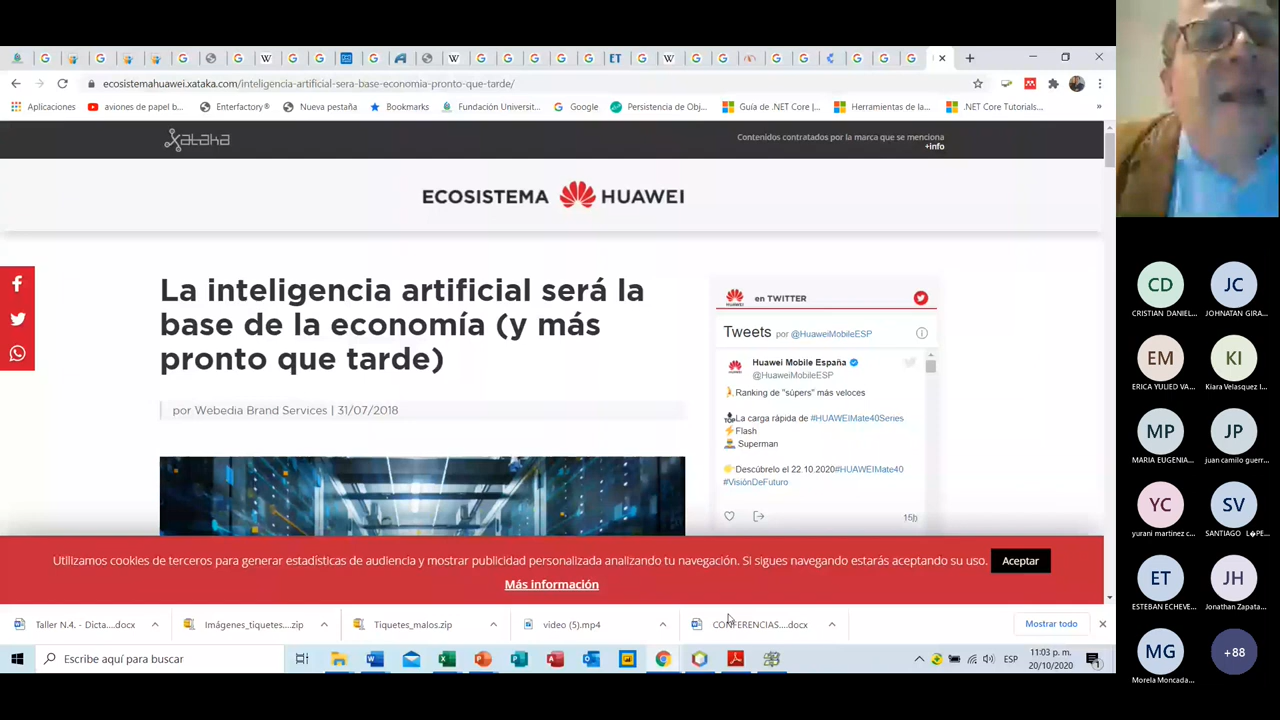 ecosistemahuawei.xataka.com/inteligencia-artificial-sera-base-economia-pronto-que-tarde/
Aplicaciones
aviones de papel b...
Enterfactory®
Nueva pestaña
Bookmarks
Fundación Universit...
Google
Persistencia de Obj...
Guía de .NET Core |...
Herramientas de la...
.NET Core Tutorials...
»
xataka
Contenidos contratados por la marca que se menciona
+info
ECOSISTEMA HUAWEI
La inteligencia artificial será la
base de la economía (y más
pronto que tarde)
por Webedia Brand Services | 31/07/2018
en TWITTER
Tweets por @HuaweiMobileESP
Huawei Mobile España
@HuaweiMobileESP
Ranking de "súpers" más veloces
La carga rápida de #HUAWEIMate40Series
Flash
Superman
Descúbrelo el 22.10.2020#HUAWEIMate40
#VisiónDeFuturo
15h
Utilizamos cookies de terceros para generar estadísticas de audiencia y mostrar publicidad personalizada analizando tu navegación. Si sigues navegando estarás aceptando su uso.
Aceptar
Más información
Taller N.4. - Dicta....docx
Imágenes_tiquetes....zip
Tiquetes_malos.zip
video (5).mp4
CONFERENCIAS....docx
Mostrar todo
Escribe aquí para buscar
ESP
11:03 p. m.
20/10/2020
1
CD
CRISTIAN DANIEL...
JC
JOHNATAN GIRA...
EM
ERICA YULIED VA...
KI
Kiara Velasquez I...
MP
MARIA EUGENIA...
JP
juan camilo guerr...
YC
yurani martinez c...
SV
SANTIAGO L�PE...
ET
ESTEBAN ECHEVE...
JH
Jonathan Zapata...
MG
Morela Moncada...
+88